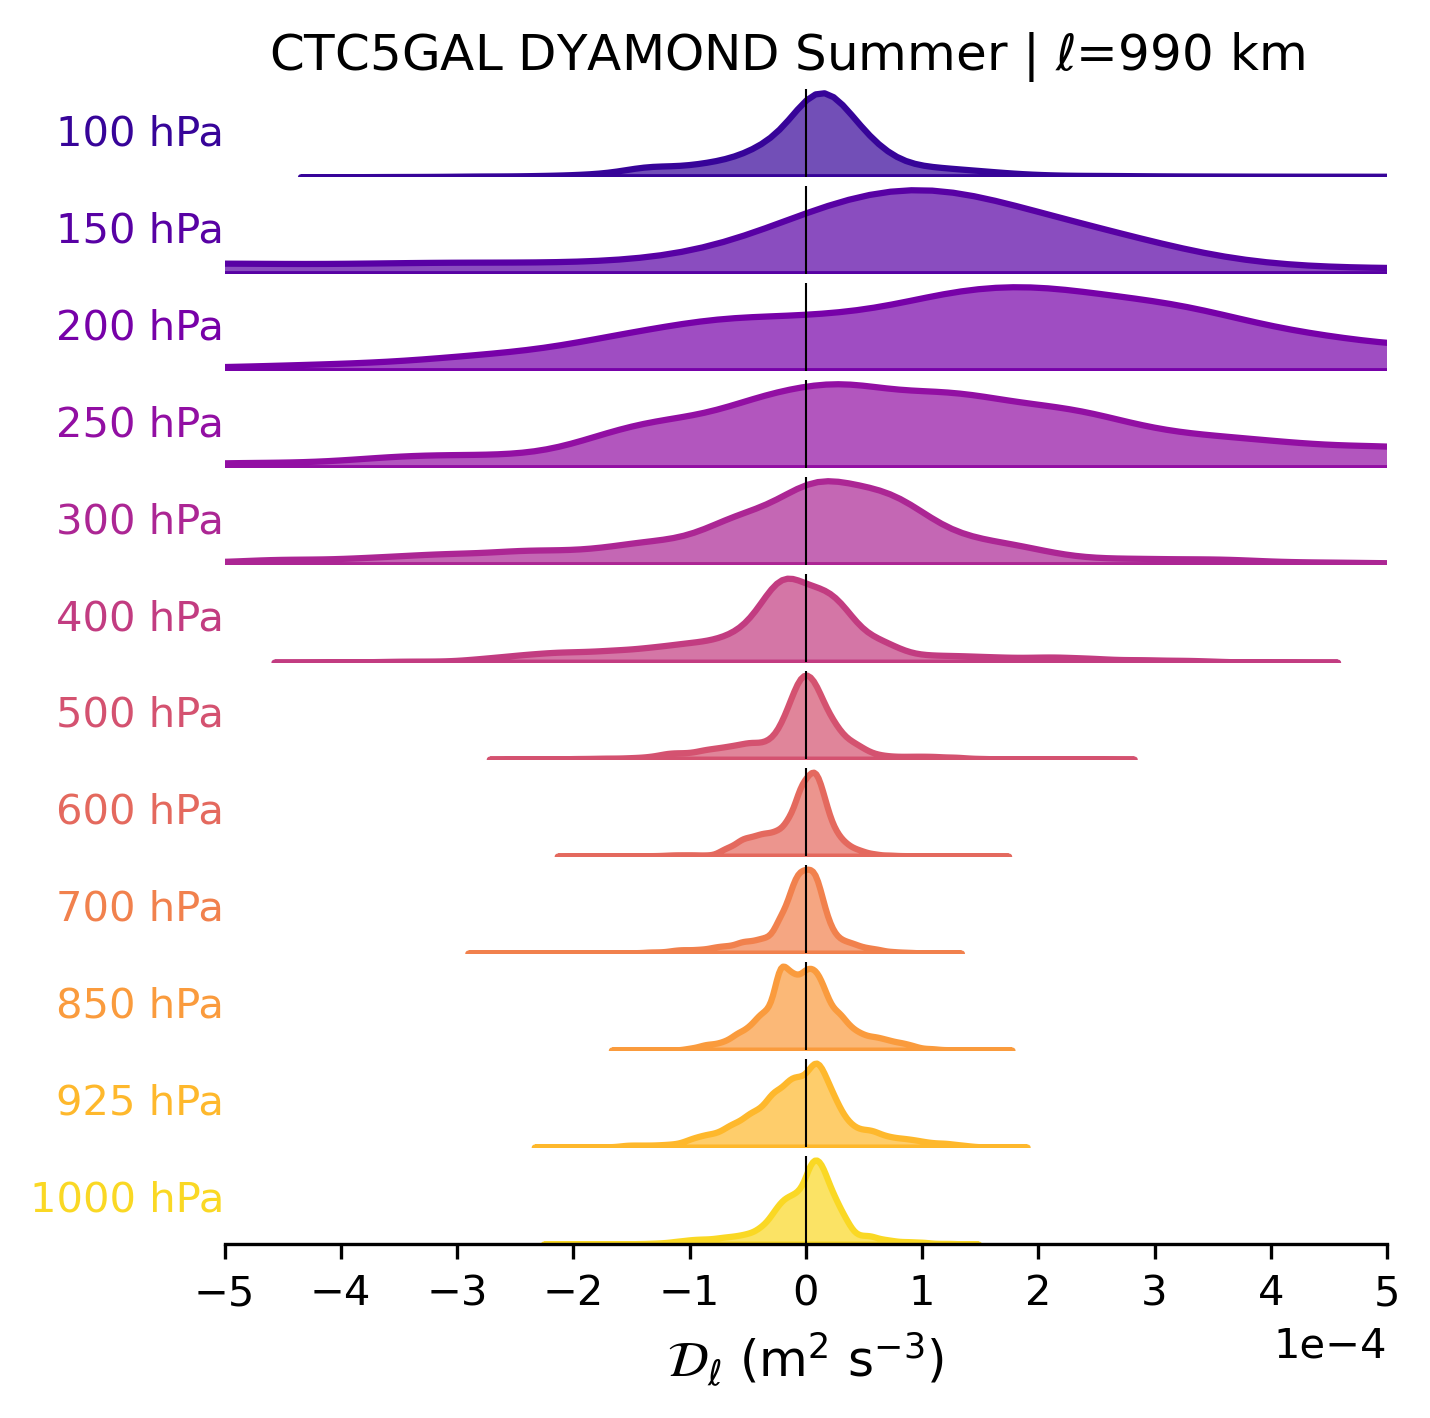 CTC5GAL DYAMOND Summer | ℓ=990 km
100 hPa
150 hPa
200 hPa
250 hPa
300 hPa
400 hPa
500 hPa
600 hPa
700 hPa
850 hPa
925 hPa
1000 hPa
−5 −4 −3 −2 −1 0 1 2 3 4 5
1e−4
𝒟ℓ (m² s⁻³)